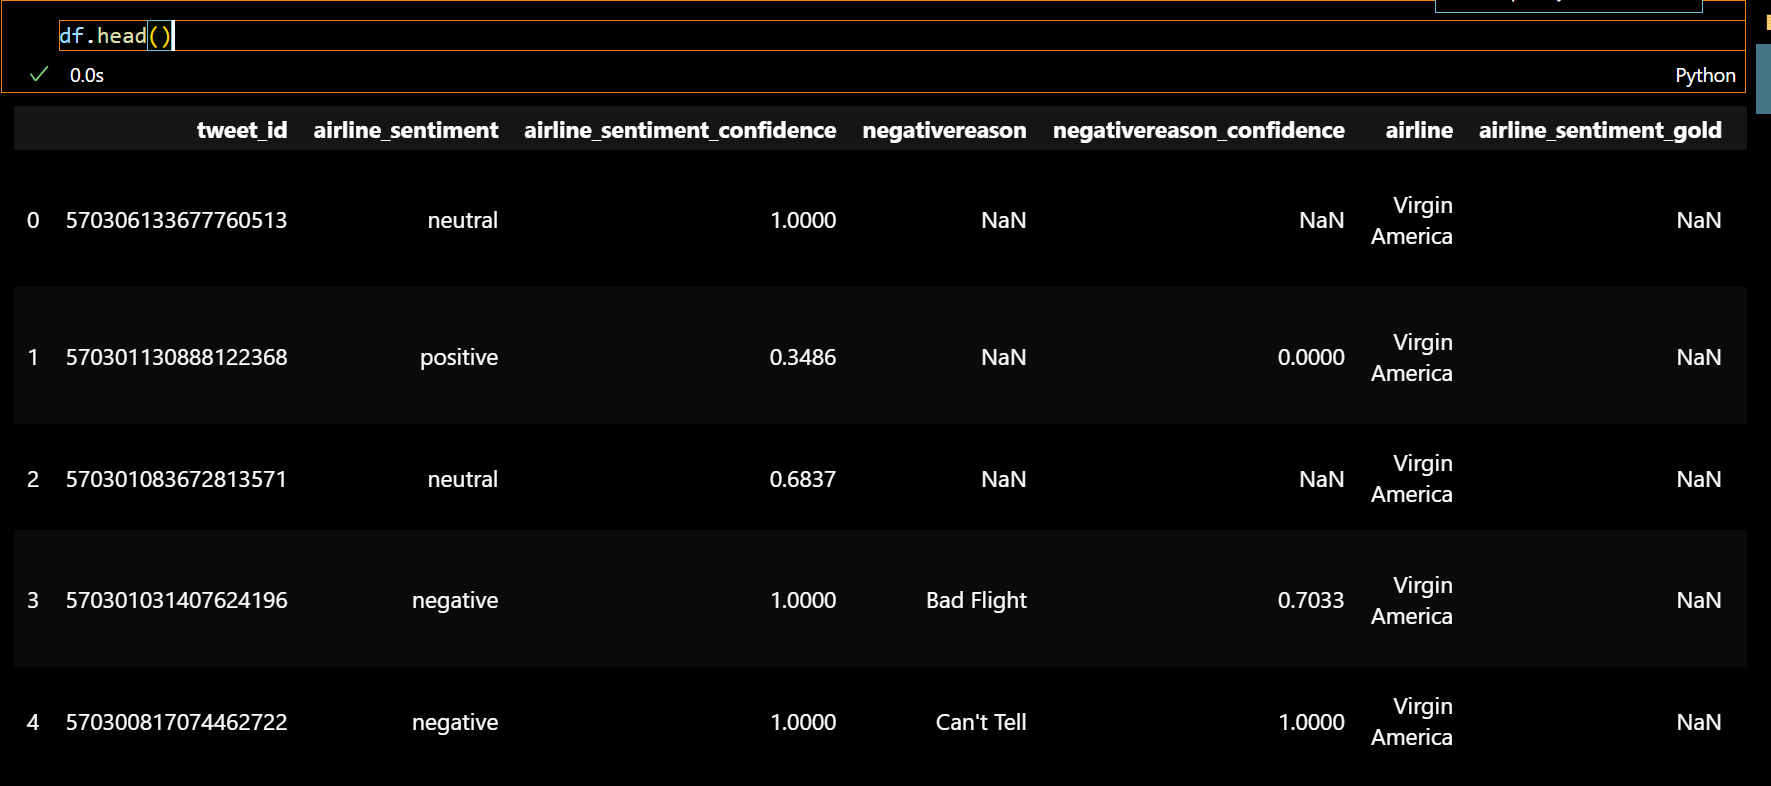 df.head()
0.0s
Python
tweet_id airline_sentiment airline_sentiment_confidence negativereason negativereason_confidence airline airline_sentiment_gold
0 570306133677760513 neutral 1.0000 NaN NaN Virgin America NaN
1 570301130888122368 positive 0.3486 NaN 0.0000 Virgin America NaN
2 570301083672813571 neutral 0.6837 NaN NaN Virgin America NaN
3 570301031407624196 negative 1.0000 Bad Flight 0.7033 Virgin America NaN
4 570300817074462722 negative 1.0000 Can't Tell 1.0000 Virgin America NaN